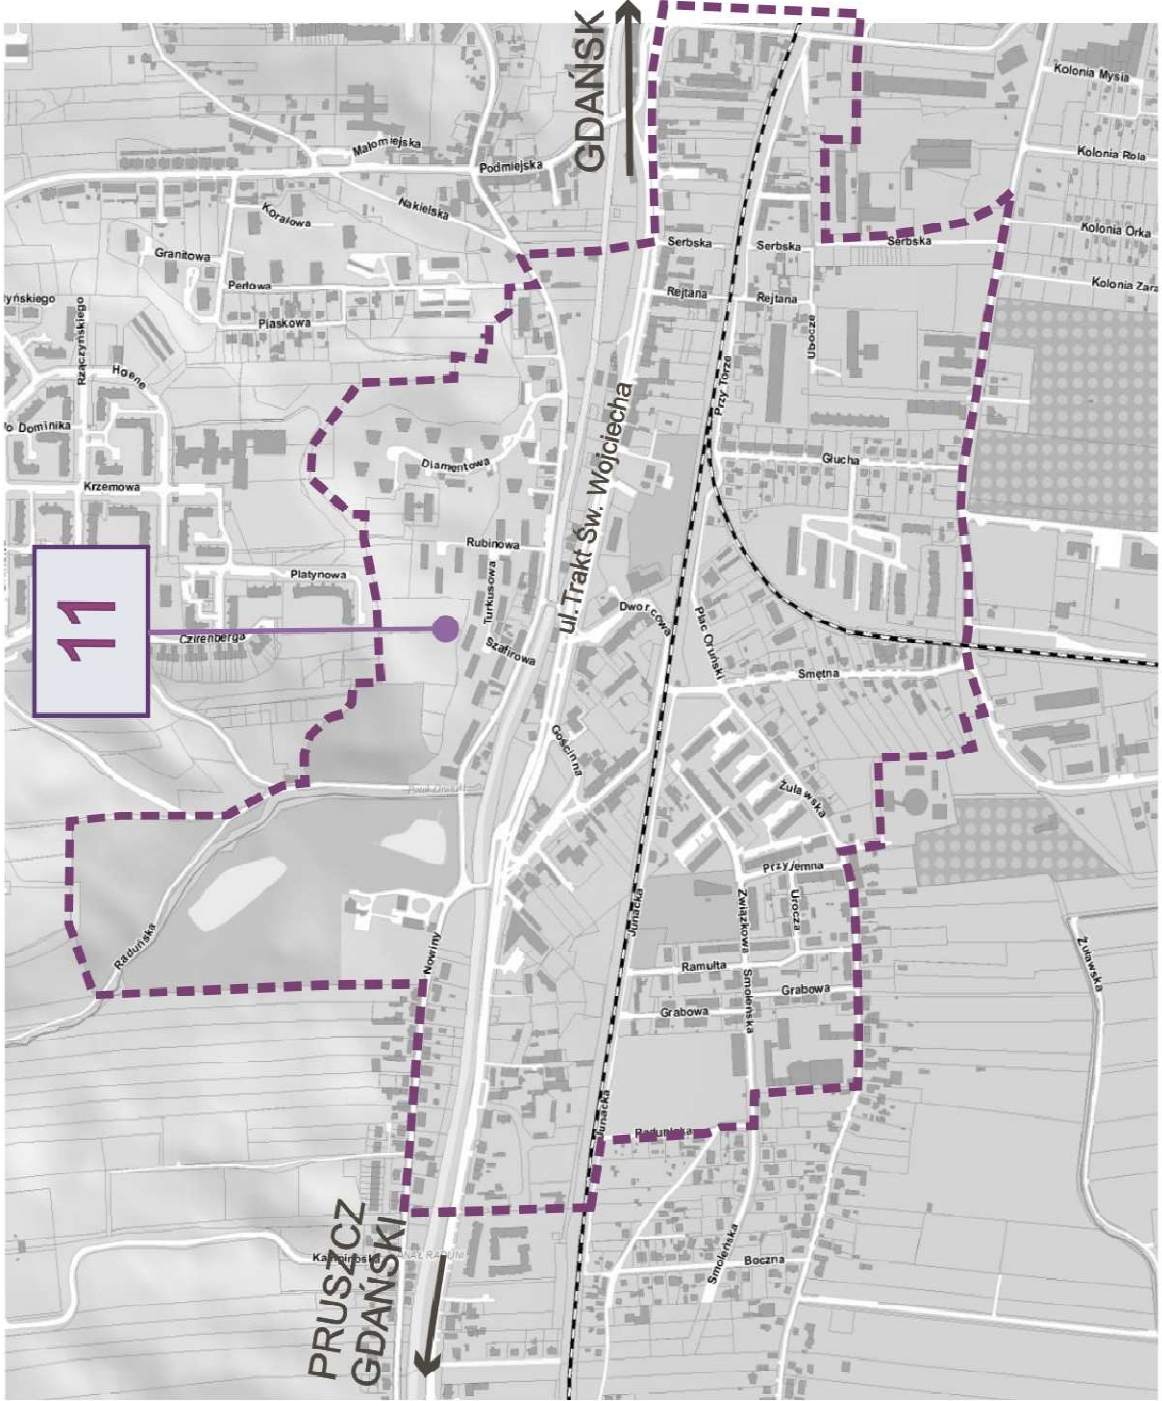 GDAŃSK
Kolonia Mysia
Małomiejska
Podmiejska
Kolonia Rola
Nakielska
Koralowa
Kolonia Orka
Serbska
Serbska
Serbska
Granitowa
Perłowa
Kolonia Zara
Rejtana
Rejtana
Piaskowa
Rzączyńskiego
Ubocze
Przy Torze
Hoene
o Dominika
ul.Trakt Św. Wojciecha
Diamentowa
Głucha
Krzemowa
Rubinowa
Platynowa
Turkusowa
11
Dworcowa
Plac Oruński
Czirenberga
Szafirowa
Smętna
Gościnna
Żuławska
Przyjemna
Junacka
Związkowa
Urocza
Raduńska
Nowiny
Ramułta
Żuławska
Grabowa
Smoleńska
Grabowa
Junacka
PRUSZCZ
GDAŃSKI
Smoleńska
Boczna